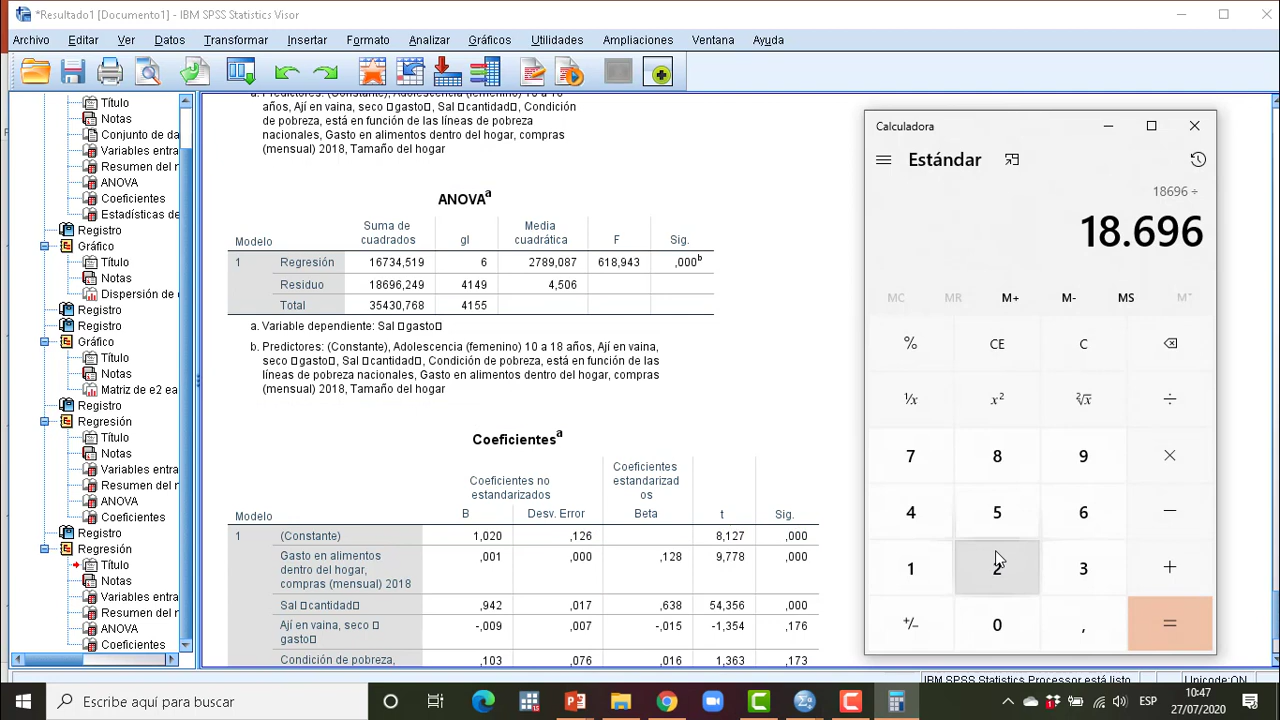 *Resultado1 [Documento1] - IBM SPSS Statistics Visor
Archivo Editar Ver Datos Transformar Insertar Formato Analizar Gráficos Utilidades Ampliaciones Ventana Ayuda
Título
Notas
Conjunto de da
Variables entra
Resumen del r
ANOVA
Coeficientes
Estadísticas de
Registro
Gráfico
Título
Notas
Dispersión de
Registro
Registro
Gráfico
Título
Notas
Matriz de e2 ea
Registro
Regresión
Título
Notas
Variables entra
Resumen del r
ANOVA
Coeficientes
Registro
Regresión
Título
Notas
Variables entra
Resumen del r
ANOVA
Coeficientes
años, Ají en vaina, seco □gasto□, Sal □cantidad□, Condición
de pobreza, está en función de las líneas de pobreza
nacionales, Gasto en alimentos dentro del hogar, compras
(mensual) 2018, Tamaño del hogar
ANOVAa
Modelo Suma de cuadrados gl Media cuadrática F Sig.
1 Regresión 16734,519 6 2789,087 618,943 ,000b
Residuo 18696,249 4149 4,506
Total 35430,768 4155
a. Variable dependiente: Sal □gasto□
b. Predictores: (Constante), Adolescencia (femenino) 10 a 18 años, Ají en vaina,
seco □gasto□, Sal □cantidad□, Condición de pobreza, está en función de las
líneas de pobreza nacionales, Gasto en alimentos dentro del hogar, compras
(mensual) 2018, Tamaño del hogar
Coeficientesa
Coeficientes no estandarizados Coeficientes estandarizad os
Modelo B Desv. Error Beta t Sig.
1 (Constante) 1,020 ,126 8,127 ,000
Gasto en alimentos dentro del hogar, compras (mensual) 2018 ,001 ,000 ,128 9,778 ,000
Sal □cantidad□ ,942 ,017 ,638 54,356 ,000
Ají en vaina, seco □gasto□ -,009 ,007 -,015 -1,354 ,176
Condición de pobreza, ,103 ,076 ,016 1,363 ,173
Calculadora
Estándar
18696 ÷
18.696
MC MR M+ M- MS M˅
% CE C
¹/x x² ²√x ÷
7 8 9 ×
4 5 6 −
1 2 3 +
+/− 0 , =
IBM SPSS Statistics Processor está listo Unicode:ON
Escribe aquí para buscar
ESP
10:47
27/07/2020